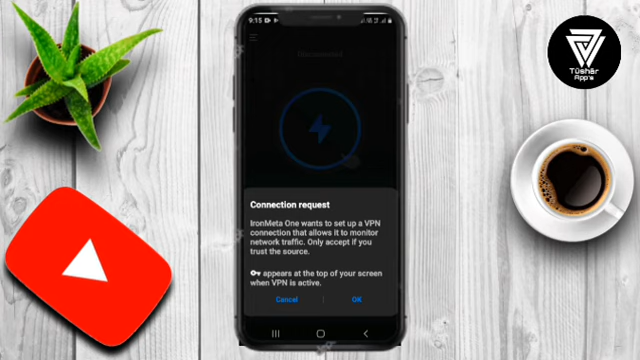 9:15
Disconnected
Tüshâr
App's
Connection request
IronMeta One wants to set up a VPN
connection that allows it to monitor
network traffic. Only accept if you
trust the source.
appears at the top of your screen
when VPN is active.
Cancel
OK